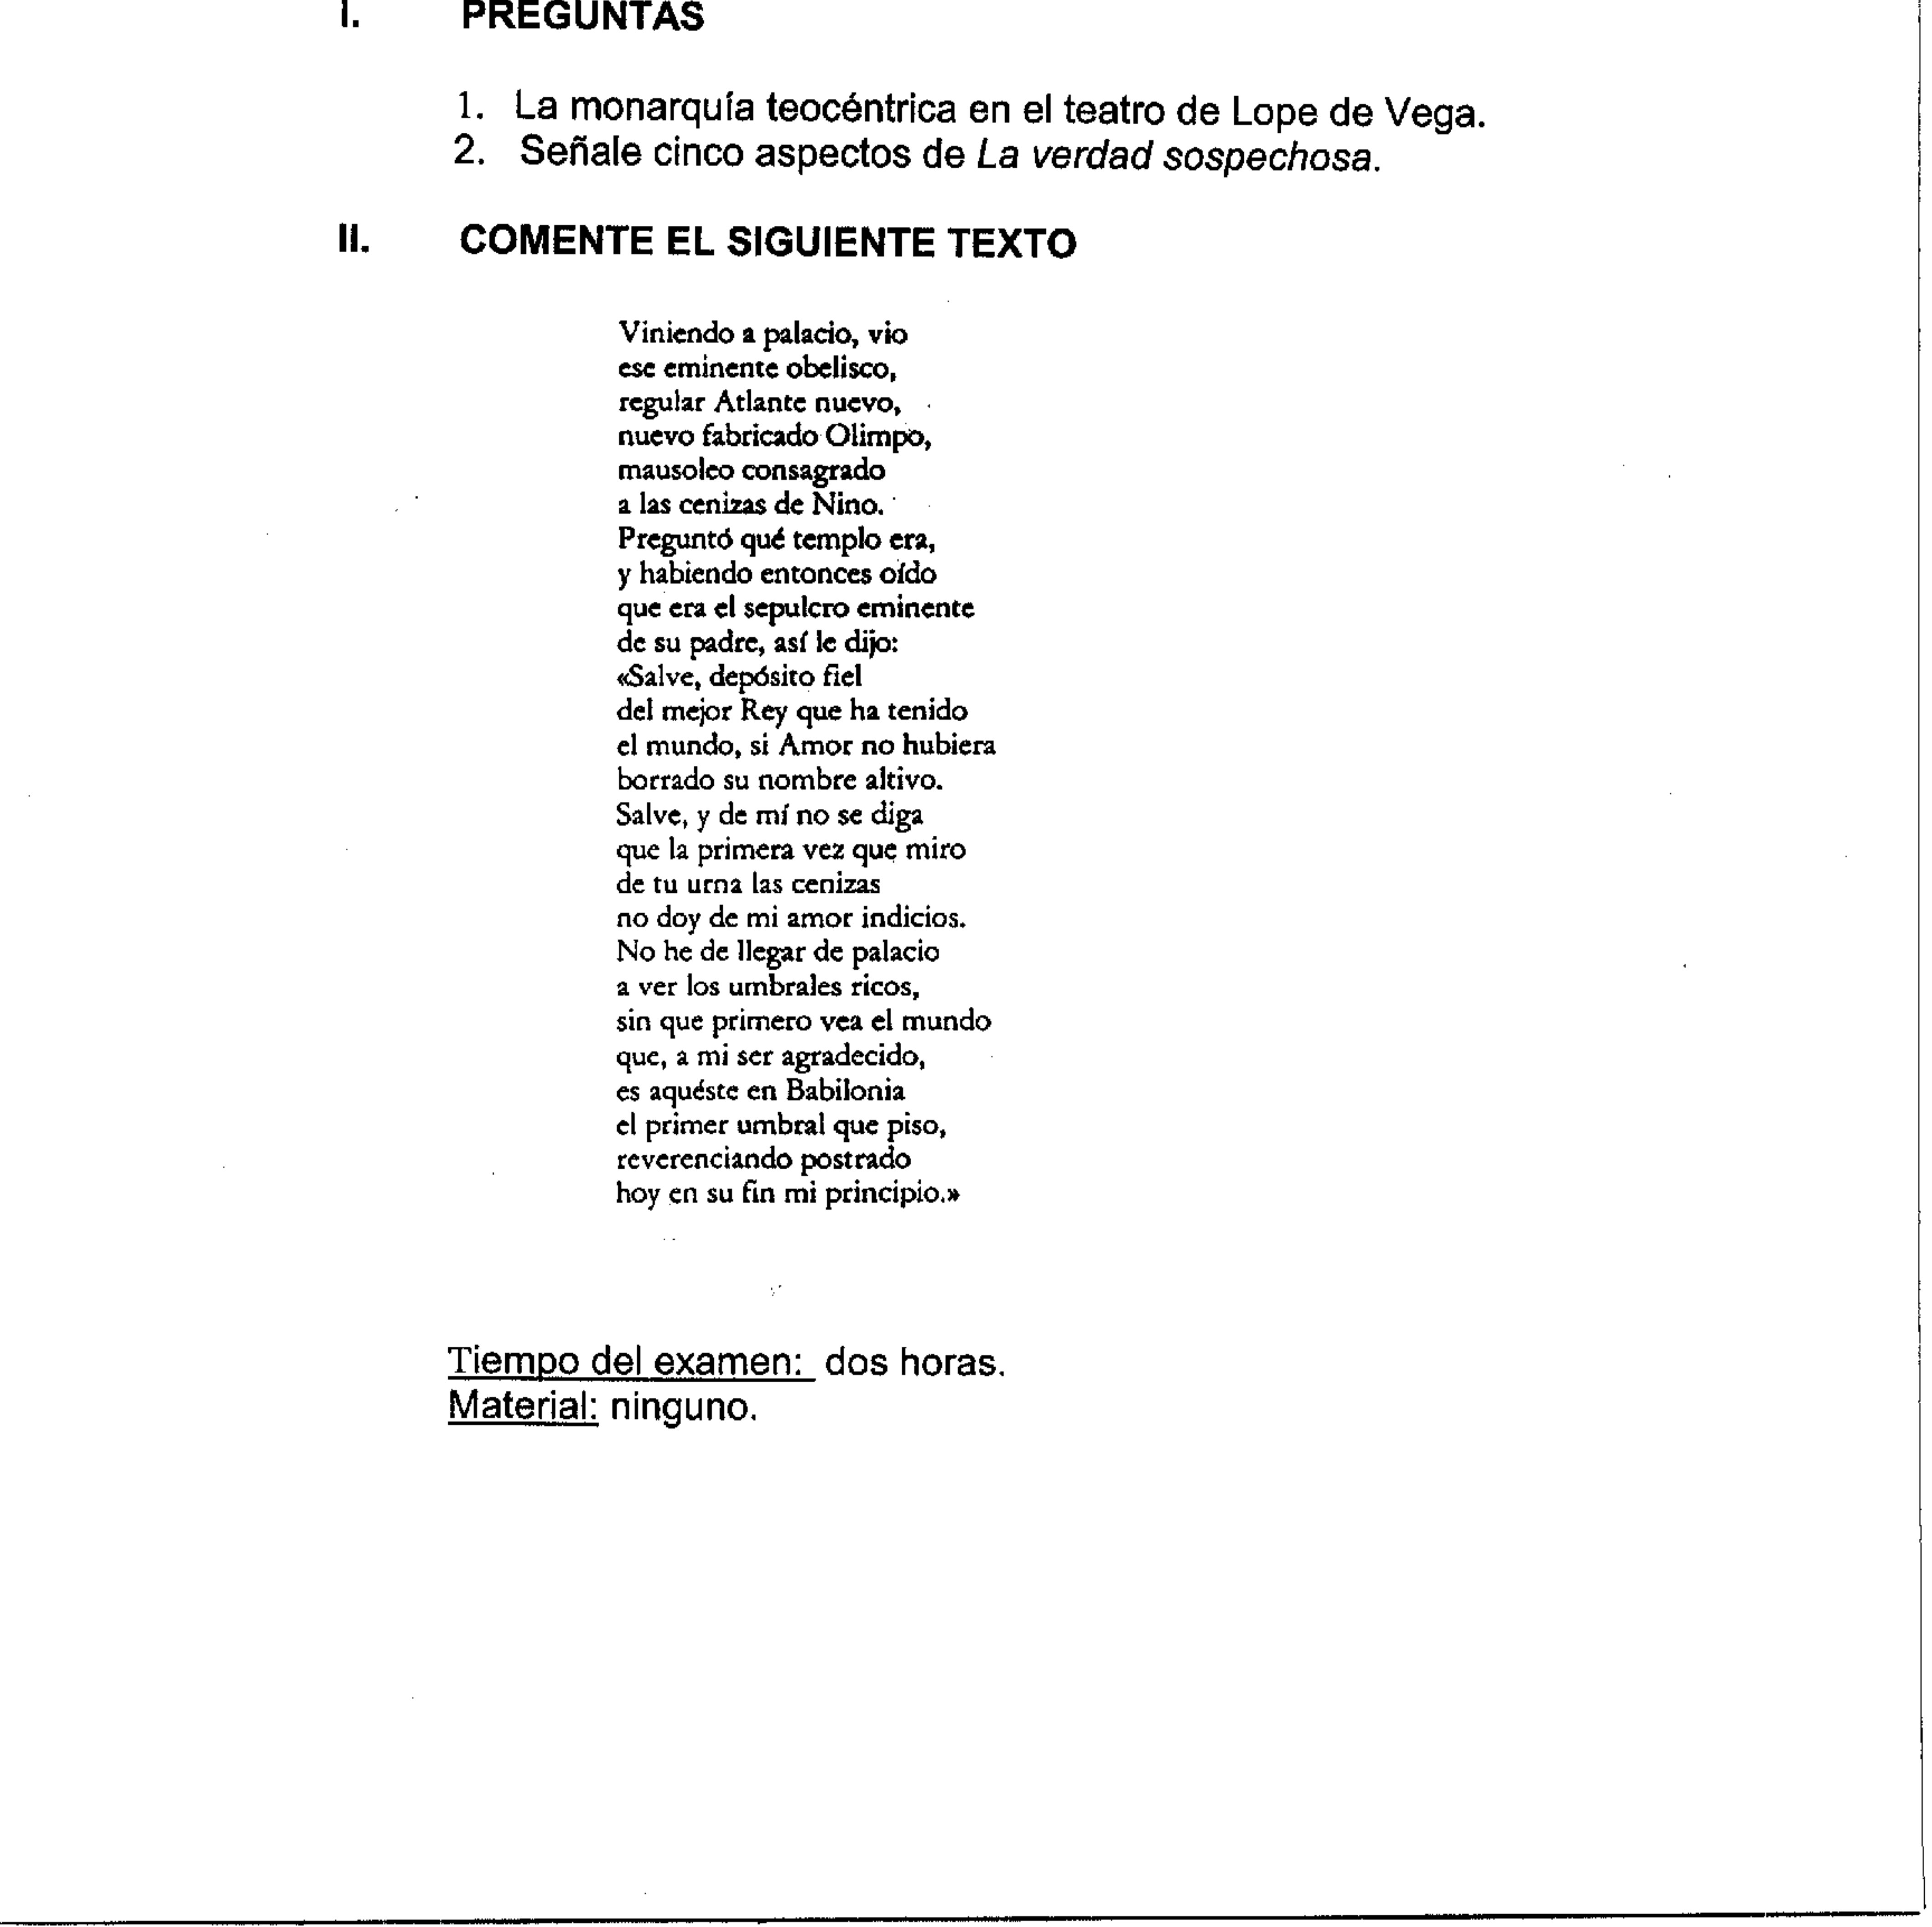 I. PREGUNTAS
1. La monarquía teocéntrica en el teatro de Lope de Vega.
2. Señale cinco aspectos de La verdad sospechosa.
II. COMENTE EL SIGUIENTE TEXTO
Viniendo a palacio, vio
ese eminente obelisco,
regular Atlante nuevo,
nuevo fabricado Olimpo,
mausoleo consagrado
a las cenizas de Nino.
Preguntó qué templo era,
y habiendo entonces oído
que era el sepulcro eminente
de su padre, así le dijo:
«Salve, depósito fiel
del mejor Rey que ha tenido
el mundo, si Amor no hubiera
borrado su nombre altivo.
Salve, y de mí no se diga
que la primera vez que miro
de tu urna las cenizas
no doy de mi amor indicios.
No he de llegar de palacio
a ver los umbrales ricos,
sin que primero vea el mundo
que, a mi ser agradecido,
es aquéste en Babilonia
el primer umbral que piso,
reverenciando postrado
hoy en su fin mi principio.»
Tiempo del examen: dos horas.
Material: ninguno.